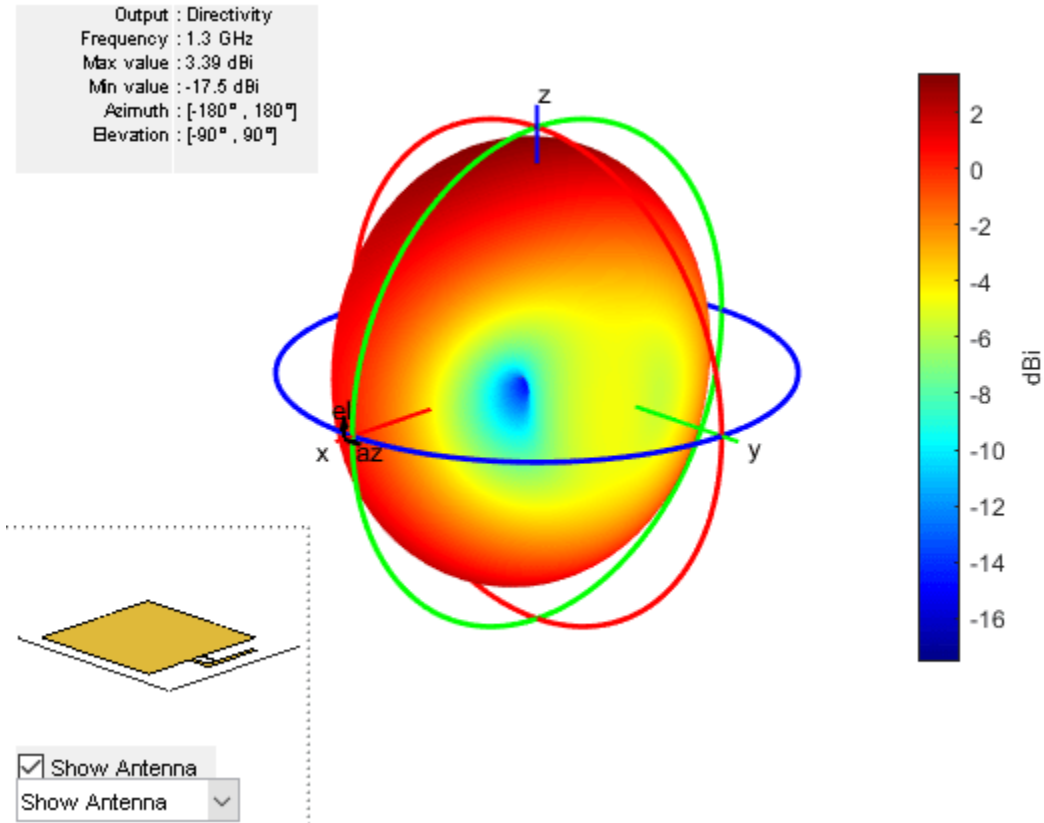 Output : Directivity
Frequency : 1.3 GHz
Max value : 3.39 dBi
Min value : -17.5 dBi
Azimuth : [-180° , 180°]
Elevation : [-90° , 90°]
z
x
el
az
y
2
0
-2
-4
-6
-8
-10
-12
-14
-16
dBi
Show Antenna
Show Antenna